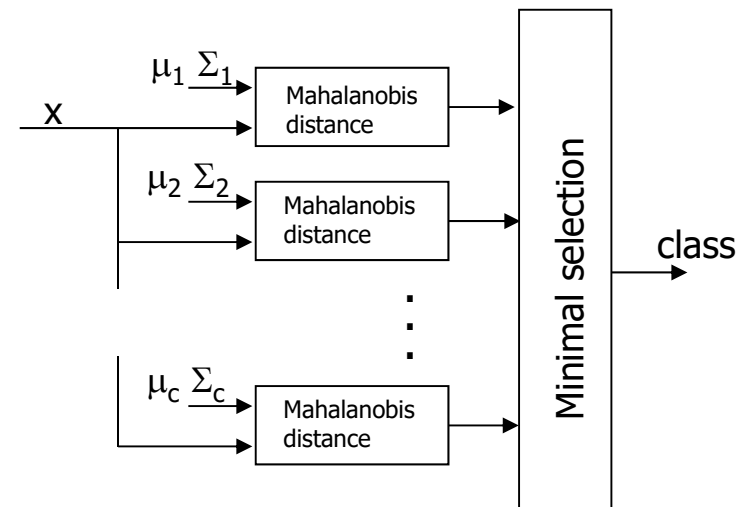 μ₁ Σ₁
x
Mahalanobis
distance
μ₂ Σ₂
Mahalanobis
distance
μc Σc
Mahalanobis
distance
Minimal selection
class